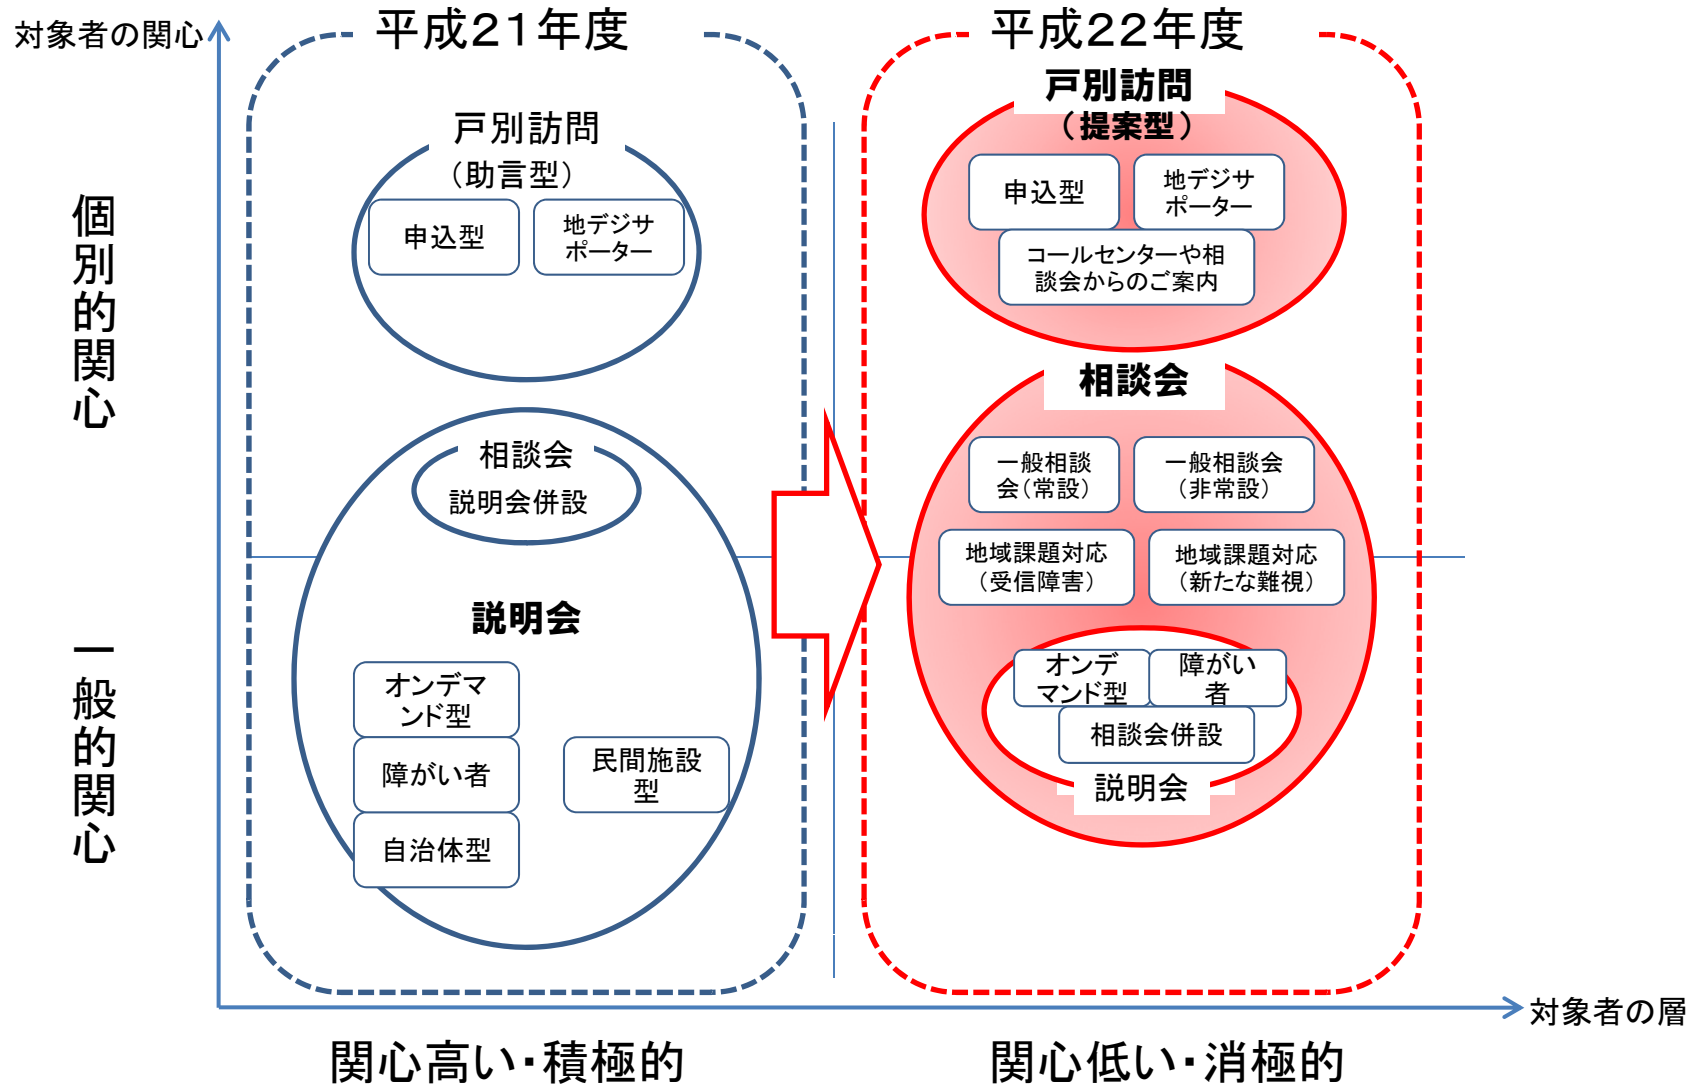 対象者の関心
平成21年度
平成22年度
個別的関心
一般的関心
戸別訪問
（助言型）
申込型
地デジサ
ポーター
相談会
説明会併設
説明会
オンデマ
ンド型
障がい者
自治体型
民間施設
型
戸別訪問
（提案型）
申込型
地デジサ
ポーター
コールセンターや相
談会からのご案内
相談会
一般相談
会（常設）
一般相談会
（非常設）
地域課題対応
（受信障害）
地域課題対応
（新たな難視）
オンデ
マンド型
障がい
者
相談会併設
説明会
対象者の層
関心高い・積極的
関心低い・消極的